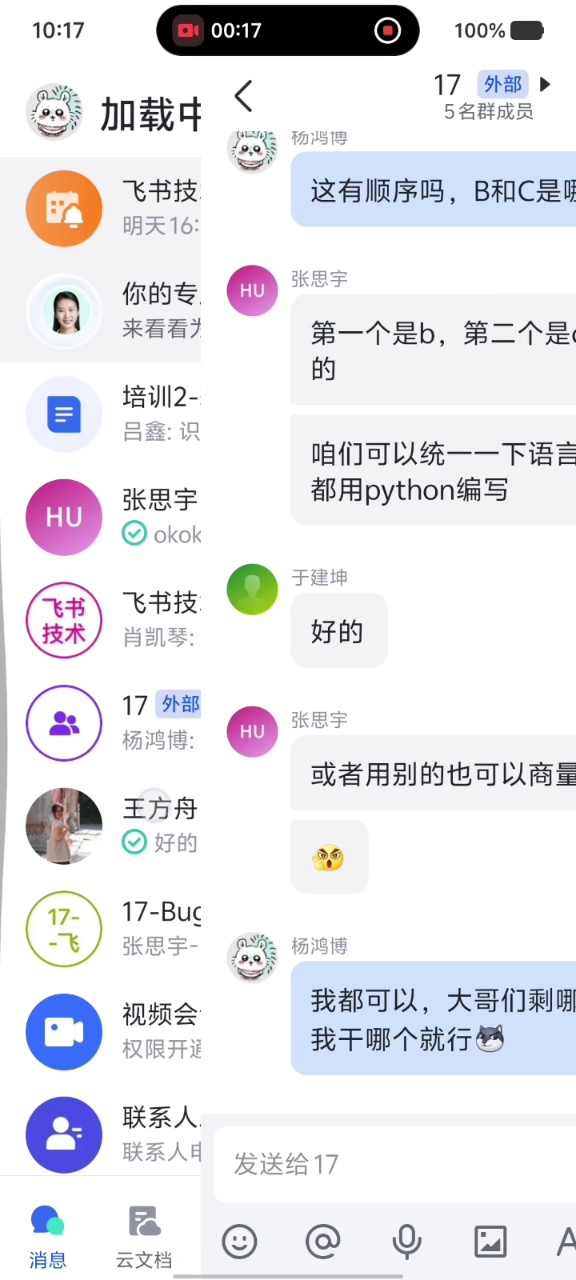 10:17
00:17
100%
加载中
飞书技
明天16:
你的专
来看看为
培训2-
吕鑫: 识
HU
张思宇
okok
飞书
技术
飞书技
肖凯琴:
17 外部
杨鸿博:
王方舟
好的
17-
-飞
17-Bug
张思宇-
视频会
权限开通
联系人
联系人申
消息
云文档
17 外部
5名群成员
杨鸿博
这有顺序吗，B和C是哪
HU
张思宇
第一个是b，第二个是c
的
咱们可以统一一下语言
都用python编写
于建坤
好的
HU
张思宇
或者用别的也可以商量
杨鸿博
我都可以，大哥们剩哪
我干哪个就行
发送给17